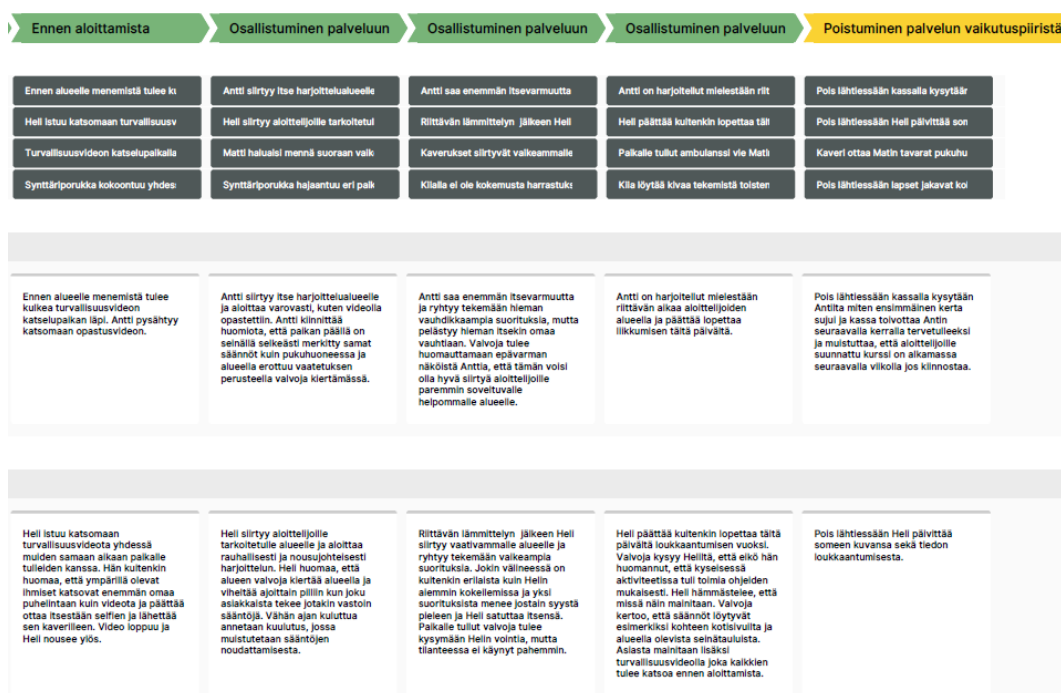 Ennen aloittamista
Osallistuminen palveluun
Osallistuminen palveluun
Osallistuminen palveluun
Poistuminen palvelun vaikutuspiiristä
Ennen alueelle menemistä tulee ku
Antti siirtyy itse harjoittelualueelle
Antti saa enemmän itsevarmuutta
Antti on harjoitellut mielestään riit
Pois lähtiessään kassalla kysytään
Heli istuu katsomaan turvallisuusv
Heli siirtyy aloittelijoille tarkoitetul
Riittävän lämmittelyn jälkeen Heli
Heli päättää kuitenkin lopettaa tält
Pois lähtiessään Heli päivittää som
Turvallisuusvideon katselupaikalla
Matti haluaisi mennä suoraan vaik
Kaverukset siirtyvät vaikeammalle
Paikalle tullut ambulanssi vie Mati
Kaveri ottaa Matin tavarat pukuhu
Synttäriporukka kokoontuu yhdes
Synttäriporukka hajaantuu eri paik
Kiialla ei ole kokemusta harrastuks
Kiia löytää kivaa tekemistä toisten
Pois lähtiessään lapset jakavat ko
Ennen alueelle menemistä tulee
kulkea turvallisuusvideon
katselupaikan läpi. Antti pysähtyy
katsomaan opastusvideon.
Antti siirtyy itse harjoittelualueelle
ja aloittaa varovasti, kuten videolla
opastettiin. Antti kiinnittää
huomiota, että paikan päällä on
seinällä selkeästi merkitty samat
säännöt kuin pukuhuoneessa ja
alueella erottuu vaatetuksen
perusteella valvoja kiertämässä.
Antti saa enemmän itsevarmuutta
ja ryhtyy tekemään hieman
vauhdikkaampia suorituksia, mutta
pelästyy hieman itsekin omaa
vauhtiaan. Valvoja tulee
huomauttamaan epävarman
näköistä Anttia, että tämän voisi
olla hyvä siirtyä aloittelijoille
paremmin soveltuvalle
helpommalle alueelle.
Antti on harjoitellut mielestään
riittävän aikaa aloittelijoiden
alueella ja päättää lopettaa
liikkumisen tältä päivältä.
Pois lähtiessään kassalla kysytään
Antilta miten ensimmäinen kerta
sujui ja kassa toivottaa Antin
seuraavalla kerralla tervetulleeksi
ja muistuttaa, että aloittelijoille
suunnattu kurssi on alkamassa
seuraavalla viikolla jos kiinnostaa.
Heli istuu katsomaan
turvallisuusvideota yhdessä
muiden samaan aikaan paikalle
tulleiden kanssa. Hän kuitenkin
huomaa, että ympärillä olevat
ihmiset katsovat enemmän omaa
puhelintaan kuin videota ja päättää
ottaa itsestään selfien ja lähettää
sen kaverilleen. Video loppuu ja
Heli nousee ylös.
Heli siirtyy aloittelijoille
tarkoitetulle alueelle ja aloittaa
rauhallisesti ja nousujohteisesti
harjoittelun. Heli huomaa, että
alueen valvoja kiertää alueella ja
viheltää ajoittain pilliin kun joku
asiakkaista tekee jotakin vastoin
sääntöjä. Vähän ajan kuluttua
annetaan kuulutus, jossa
muistutetaan sääntöjen
noudattamisesta.
Riittävän lämmittelyn jälkeen Heli
siirtyy vaativammalle alueelle ja
ryhtyy tekemään vaikeampia
suorituksia. Jokin välineessä on
kuitenkin erilaista kuin Helin
aiemmin kokeilemissa ja yksi
suorituksista menee jostain syystä
pieleen ja Heli satuttaa itsensä.
Paikalle tullut valvoja tulee
kysymään Helin vointia, mutta
tilanteessa ei käynyt pahemmin.
Heli päättää kuitenkin lopettaa tältä
päivältä loukkaantumisen vuoksi.
Valvoja kysyy Heliltä, että eikö hän
huomannut, että kyseisessä
aktiviteetissa tuli toimia ohjeiden
mukaisesti. Heli hämmästelee, että
missä näin mainitaan. Valvoja
kertoo, että säännöt löytyvät
esimerkiksi kohteen kotisivuilta ja
alueella olevista seinätauluista.
Asiasta mainitaan lisäksi
turvallisuusvideolla joka kaikkien
tulee katsoa ennen aloittamista.
Pois lähtiessään Heli päivittää
someen kuvansa sekä tiedon
loukkaantumisesta.